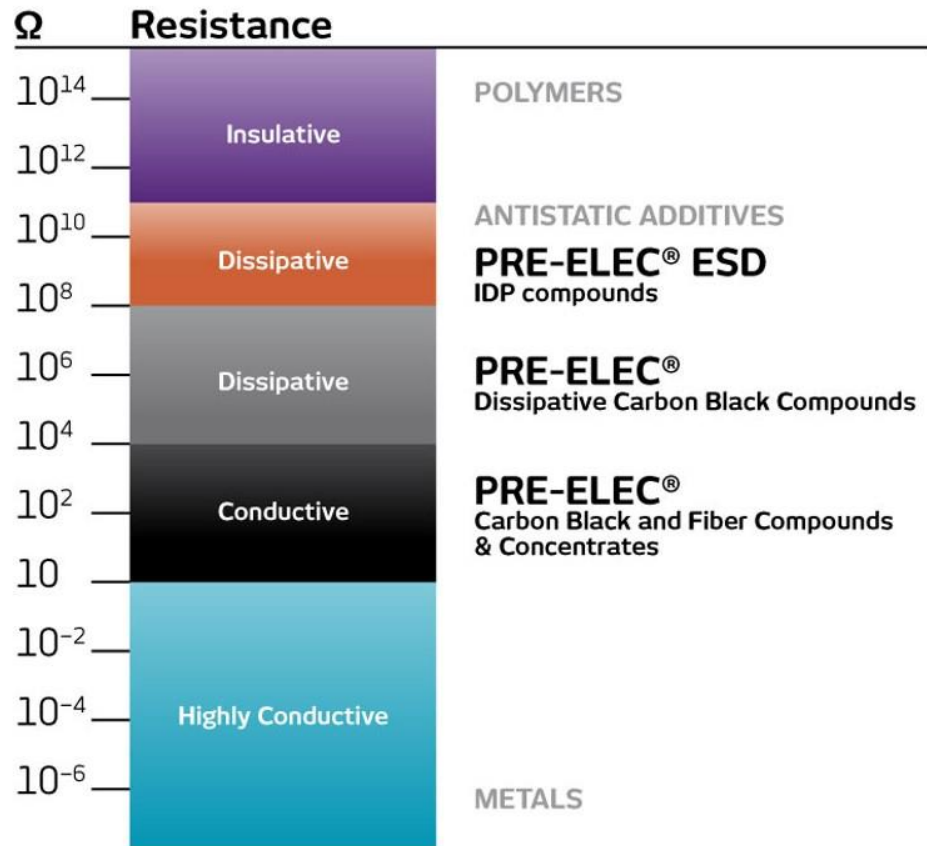 Ω Resistance
10¹⁴
POLYMERS
Insulative
10¹²
10¹⁰
ANTISTATIC ADDITIVES
Dissipative
PRE-ELEC® ESD
IDP compounds
10⁸
10⁶
Dissipative
PRE-ELEC®
Dissipative Carbon Black Compounds
10⁴
10²
Conductive
PRE-ELEC®
Carbon Black and Fiber Compounds
& Concentrates
10
10⁻²
10⁻⁴
Highly Conductive
10⁻⁶
METALS